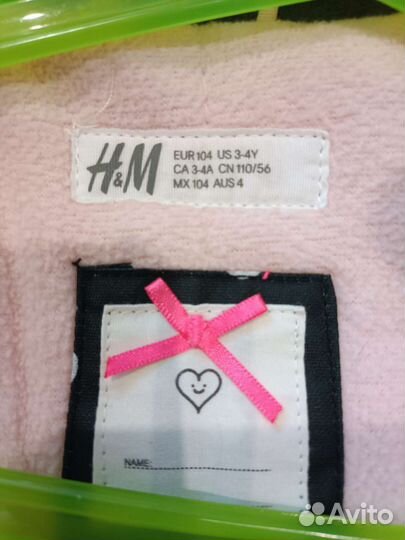 H&M
EUR 104 US 3-4Y
CA 3-4A CN 110/56
MX 104 AUS 4
NAME:
Avito